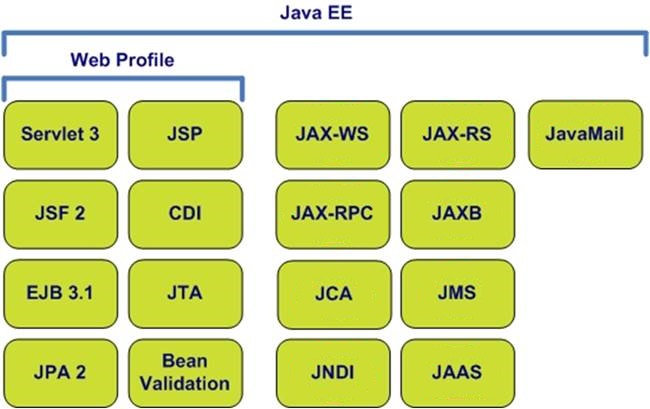 Java EE
Web Profile
Servlet 3
JSP
JAX-WS
JAX-RS
JavaMail
JSF 2
CDI
JAX-RPC
JAXB
EJB 3.1
JTA
JCA
JMS
JPA 2
Bean
Validation
JNDI
JAAS